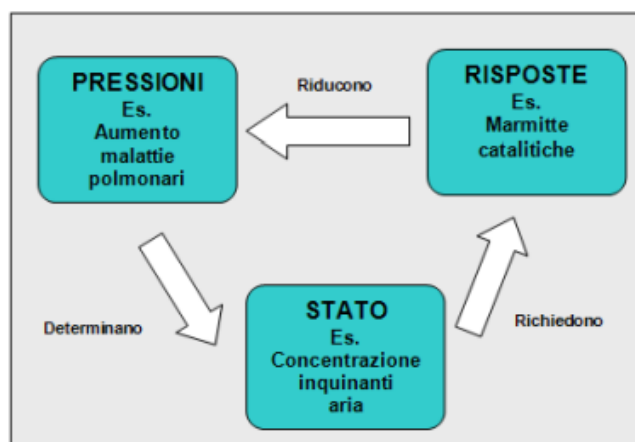 PRESSIONI
Es.
Aumento
malattie
polmonari
Riducono
RISPOSTE
Es.
Marmitte
catalitiche
Determinano
STATO
Es.
Concentrazione
inquinanti
aria
Richiedono